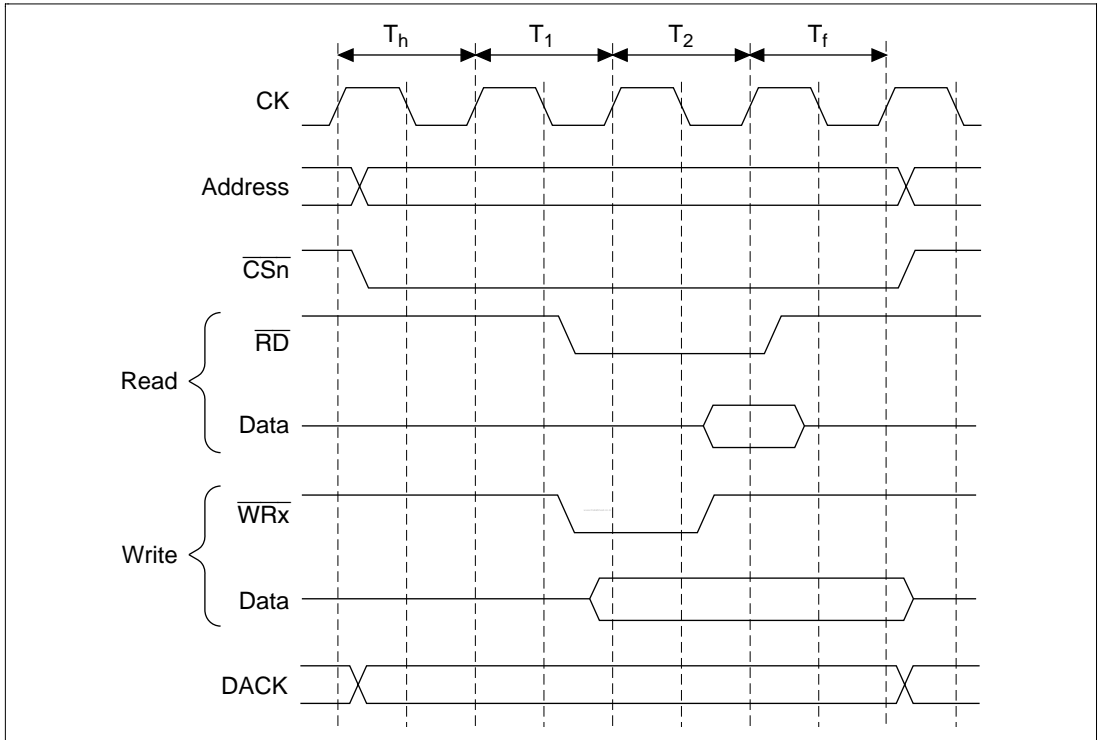 Th T1 T2 Tf
CK
Address
CSn
RD
Read
Data
WRx
Write
Data
DACK